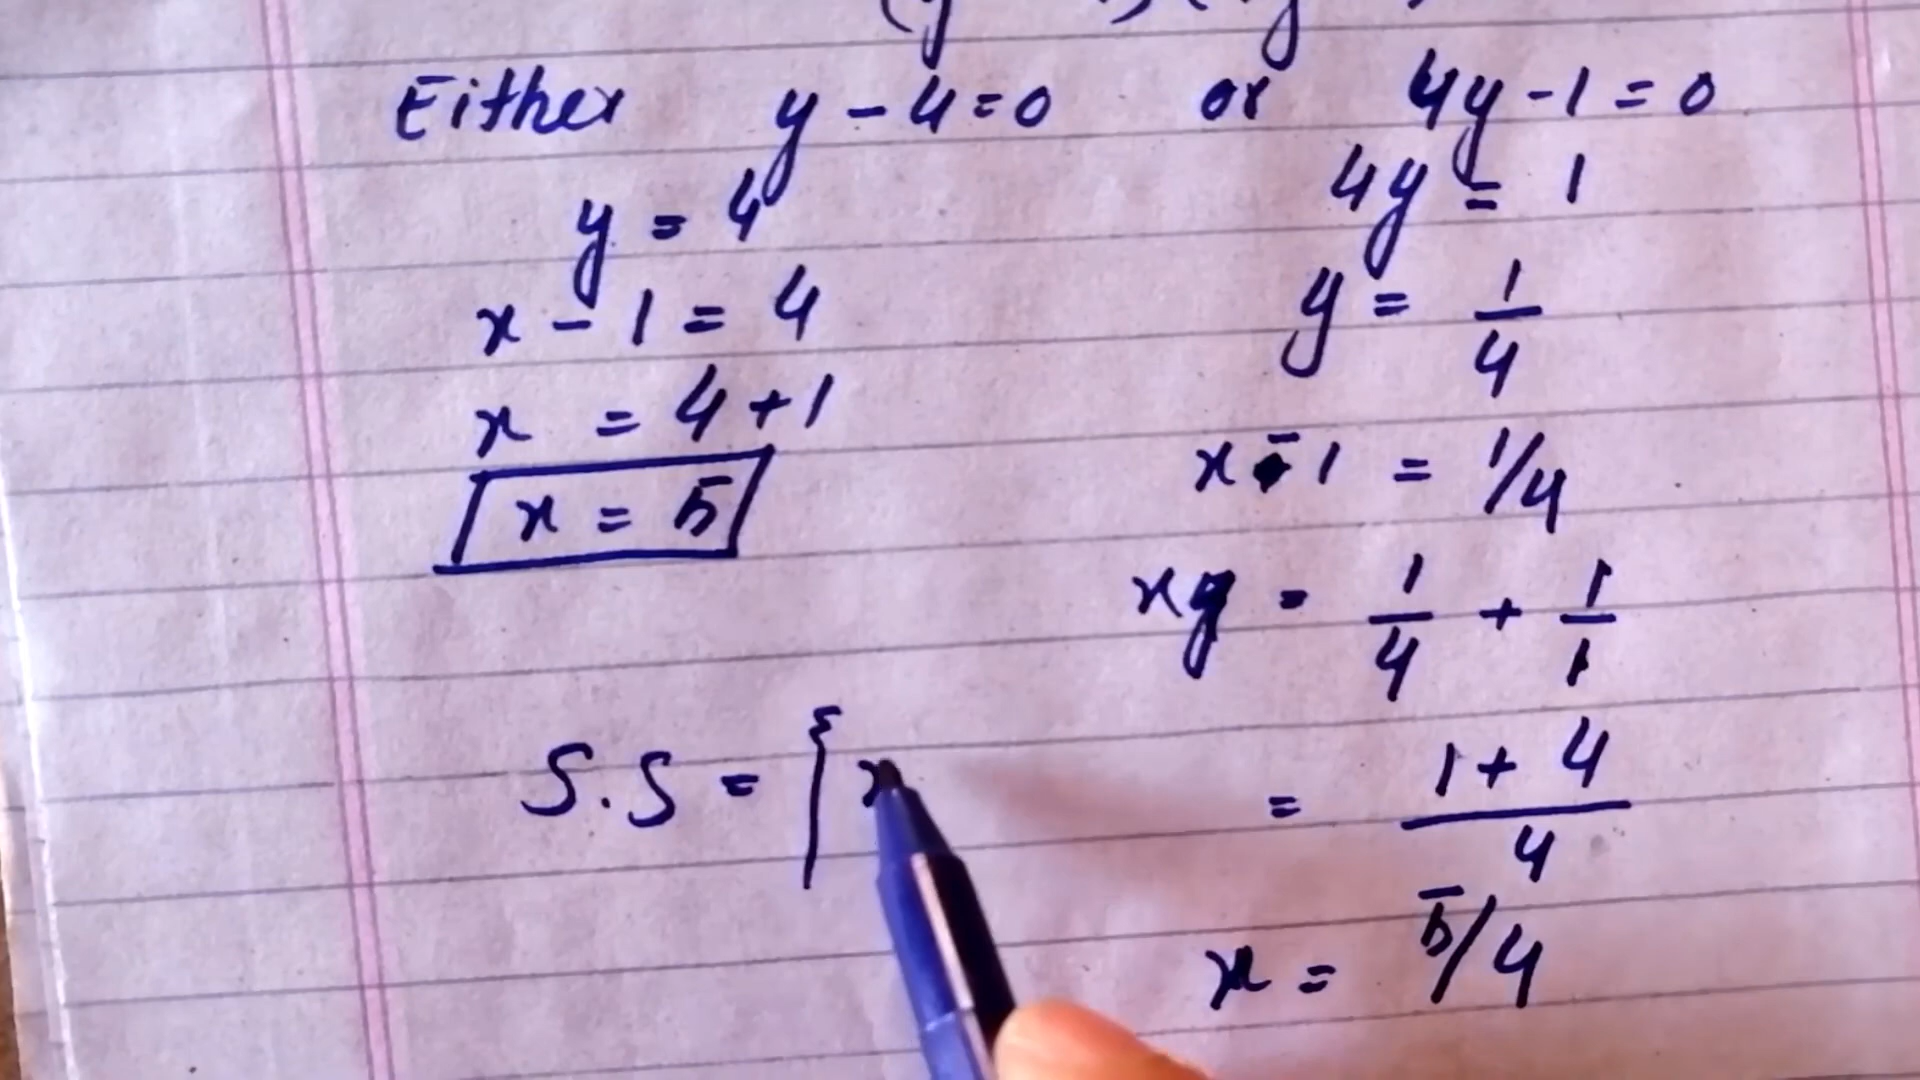 Either y - 4 = 0 or 4y - 1 = 0
y = 4
4y = 1
x - 1 = 4
y = 1/4
x = 4 + 1
x - 1 = 1/4
x = 5
xy = 1/4 + 1/1
S.S = { x
= 1 + 4 / 4
x = 5/4